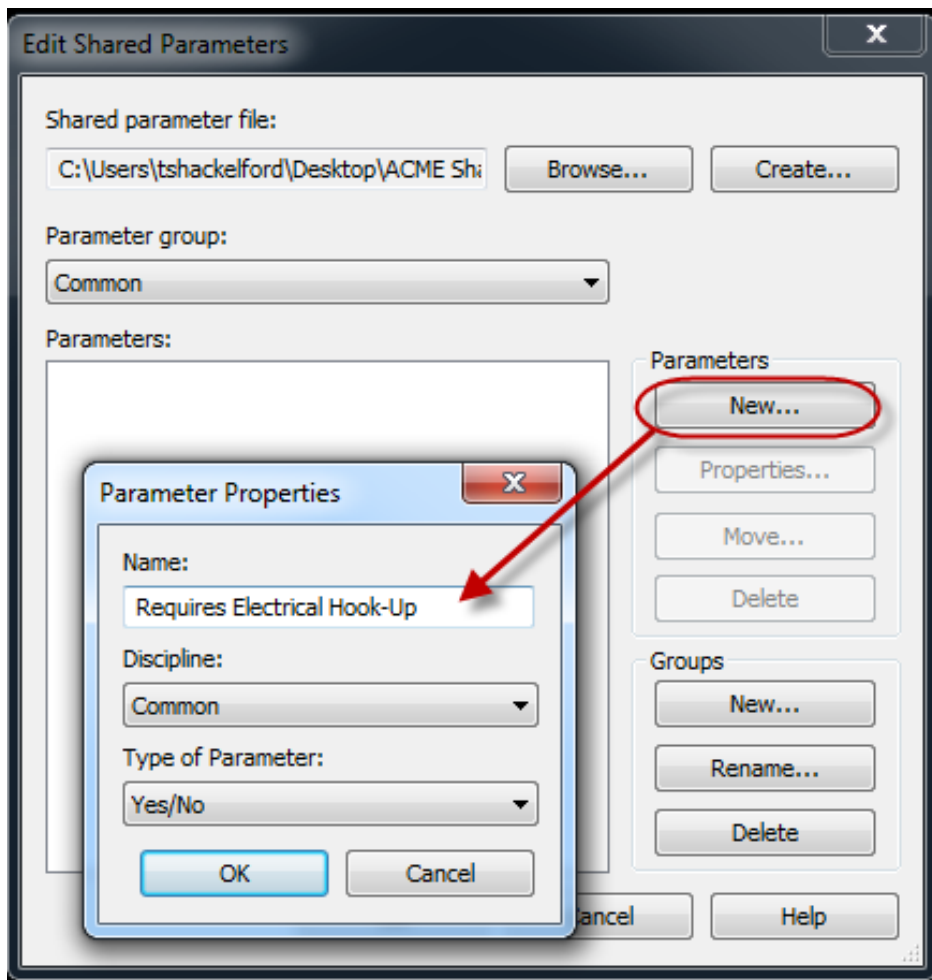 Edit Shared Parameters
Shared parameter file:
C:\Users\tshackelford\Desktop\ACME Sha
Browse...
Create...
Parameter group:
Common
Parameters:
Parameters
New...
Properties...
Move...
Delete
Groups
New...
Rename...
Delete
Parameter Properties
Name:
Requires Electrical Hook-Up
Discipline:
Common
Type of Parameter:
Yes/No
OK
Cancel
Cancel
Help